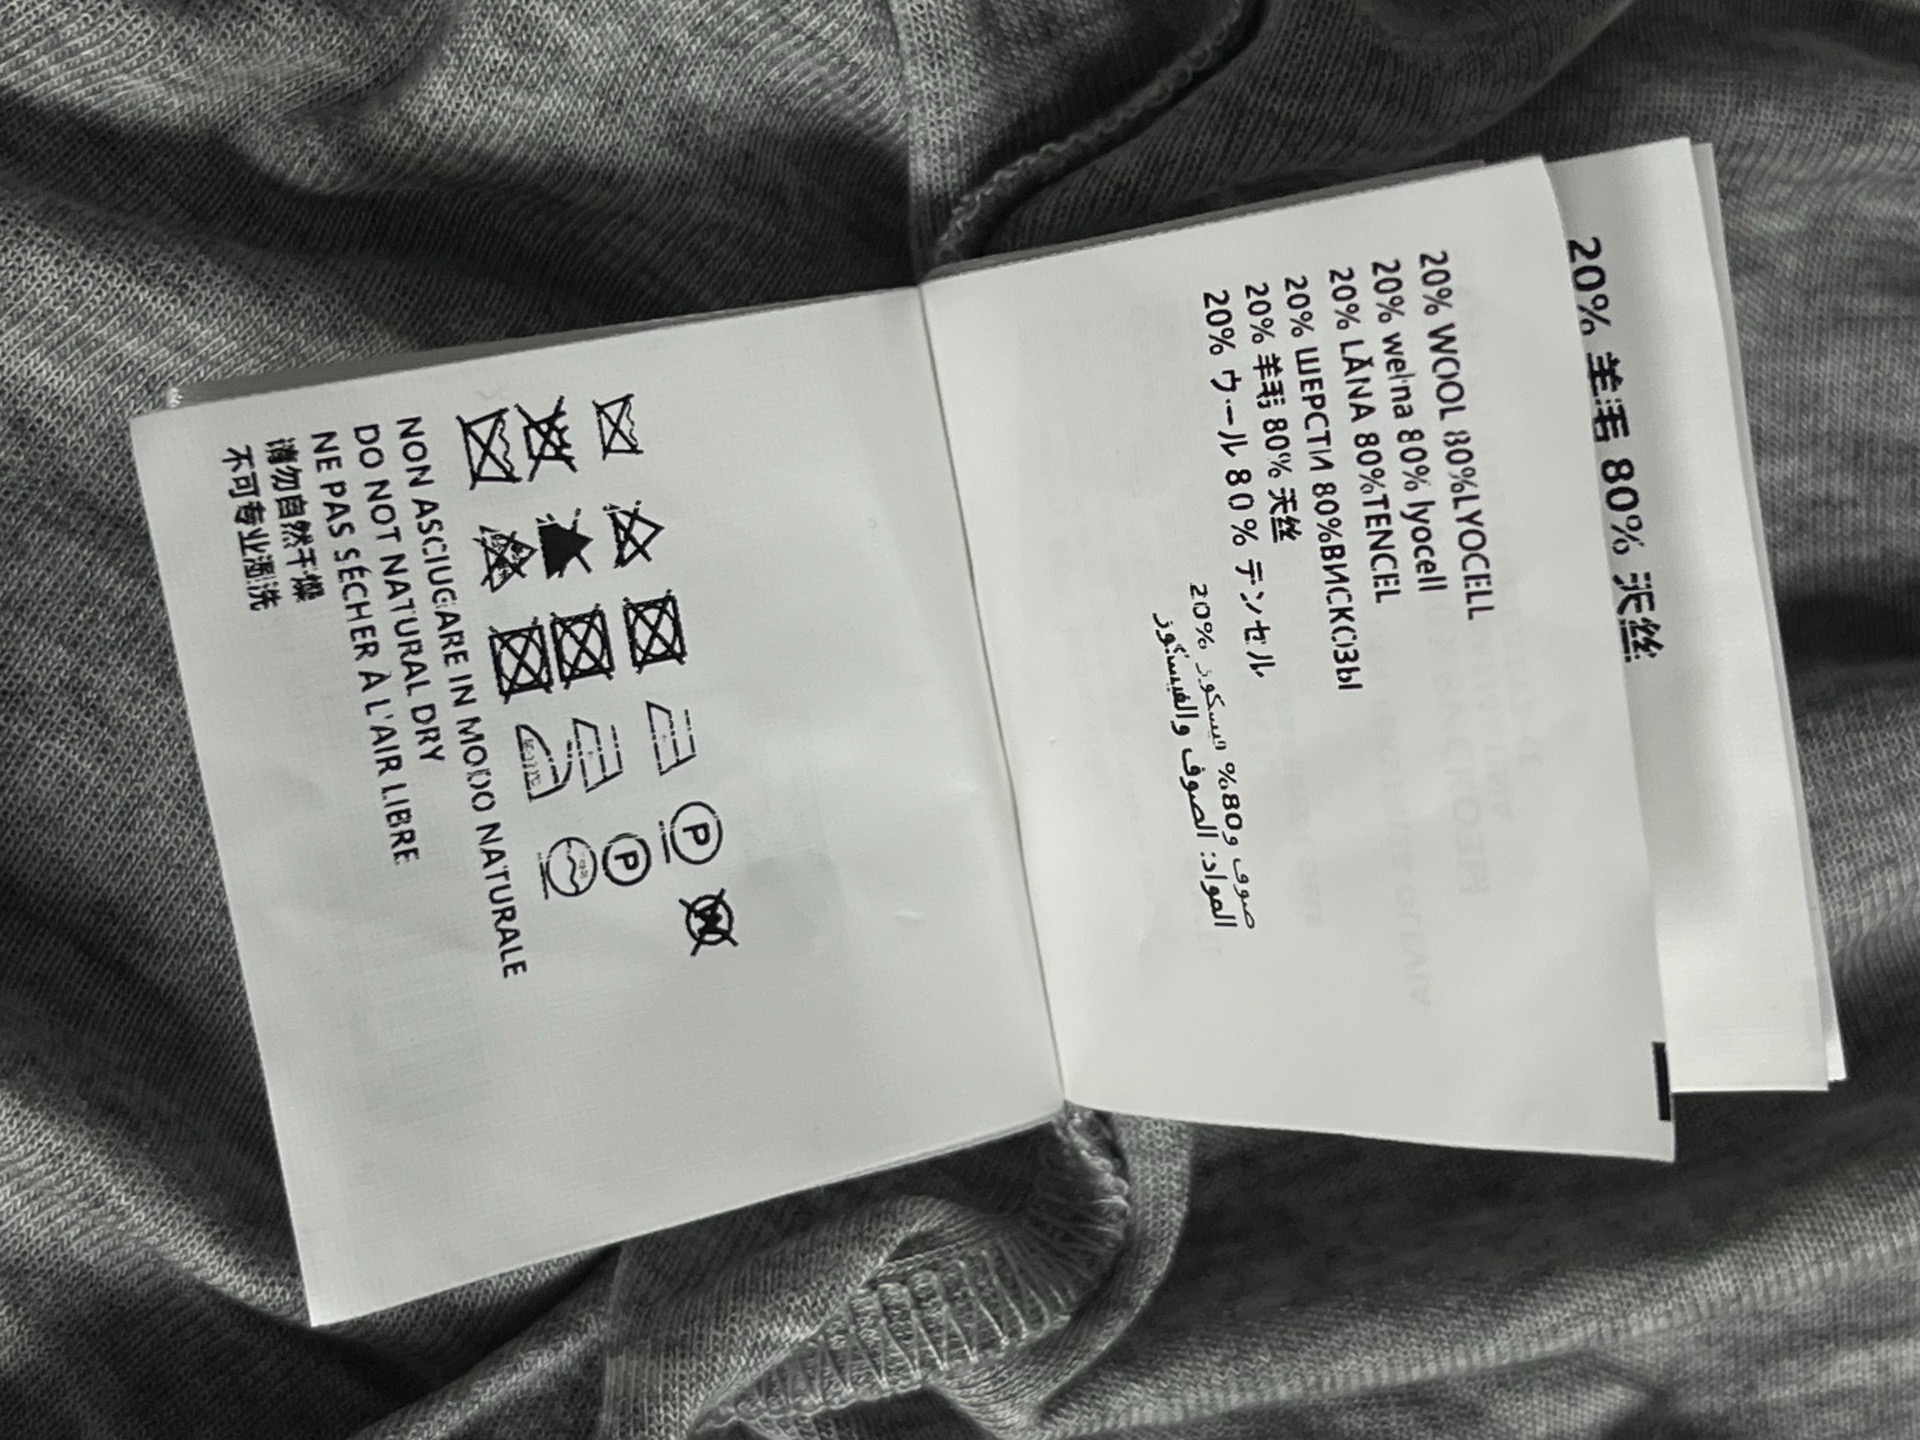 20% 羊毛 80% 天丝
20% WOOL 80%LYOCELL
20% wełna 80% lyocell
20% LÂNA 80%TENCEL
20% ШЕРСТИ 80%ВИСКОЗЫ
20% 羊毛 80% 天丝
20% ウール 80% テンセル
صوف و80% فيسكوز 20%
المواد: الصوف والفيسكوز
P
P
W
NON ASCIUGARE IN MODO NATURALE
DO NOT NATURAL DRY
NE PAS SÉCHER À L'AIR LIBRE
请勿自然干燥
不可专业湿洗